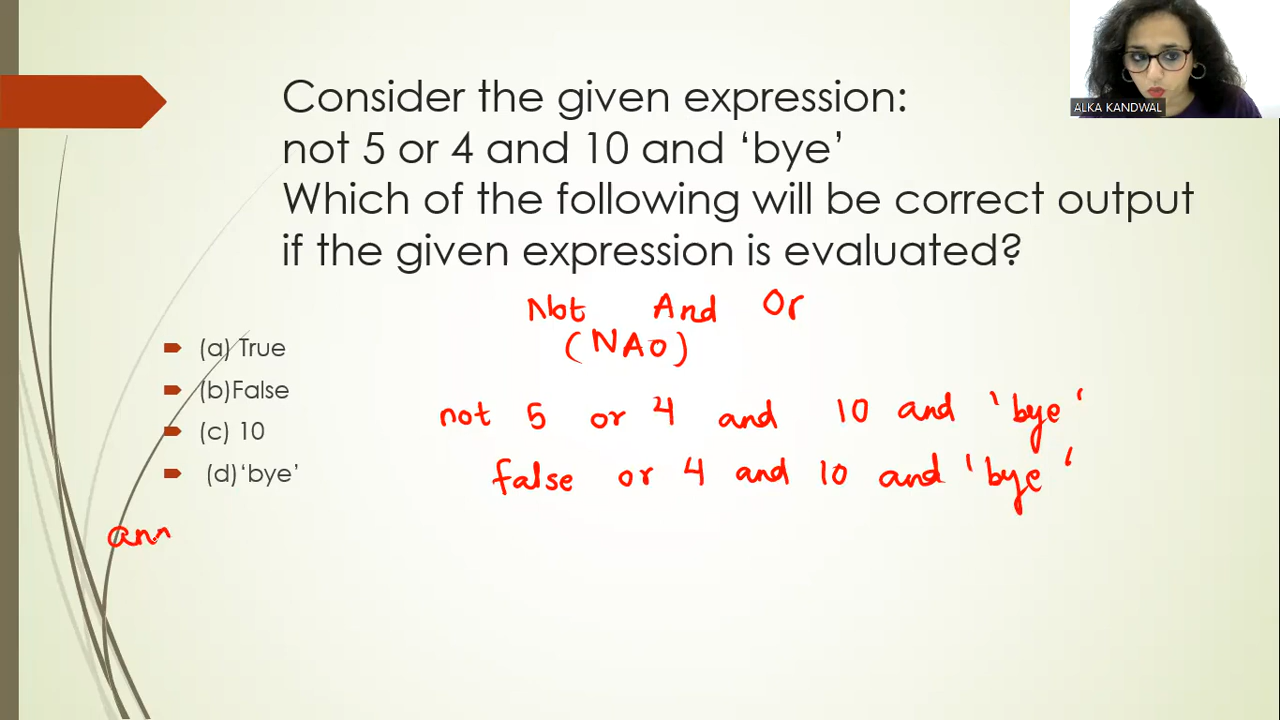 ALKA KANDWAL
Consider the given expression:
not 5 or 4 and 10 and ‘bye’
Which of the following will be correct output
if the given expression is evaluated?
Not And Or
(NAO)
(a) True
(b)False
(c) 10
(d)‘bye’
not 5 or 4 and 10 and 'bye'
false or 4 and 10 and 'bye'
ann